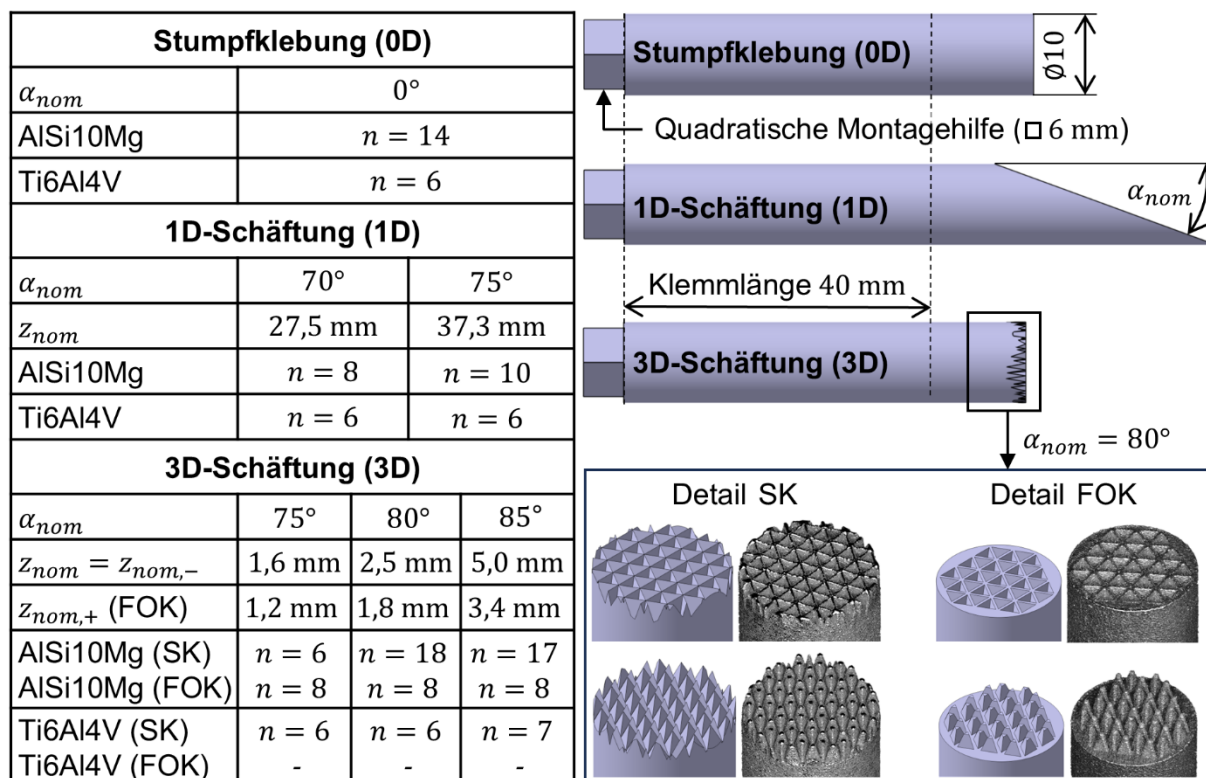 Stumpfklebung (0D)
α_nom 0°
AlSi10Mg n = 14
Ti6Al4V n = 6
1D-Schäftung (1D)
α_nom 70° 75°
z_nom 27,5 mm 37,3 mm
AlSi10Mg n = 8 n = 10
Ti6Al4V n = 6 n = 6
3D-Schäftung (3D)
α_nom 75° 80° 85°
z_nom = z_nom,− 1,6 mm 2,5 mm 5,0 mm
z_nom,+ (FOK) 1,2 mm 1,8 mm 3,4 mm
AlSi10Mg (SK) n = 6 n = 18 n = 17
AlSi10Mg (FOK) n = 8 n = 8 n = 8
Ti6Al4V (SK) n = 6 n = 6 n = 7
Ti6Al4V (FOK) - - -
Stumpfklebung (0D)
Ø10
Quadratische Montagehilfe (□ 6 mm)
1D-Schäftung (1D)
α_nom
Klemmlänge 40 mm
3D-Schäftung (3D)
α_nom = 80°
Detail SK Detail FOK